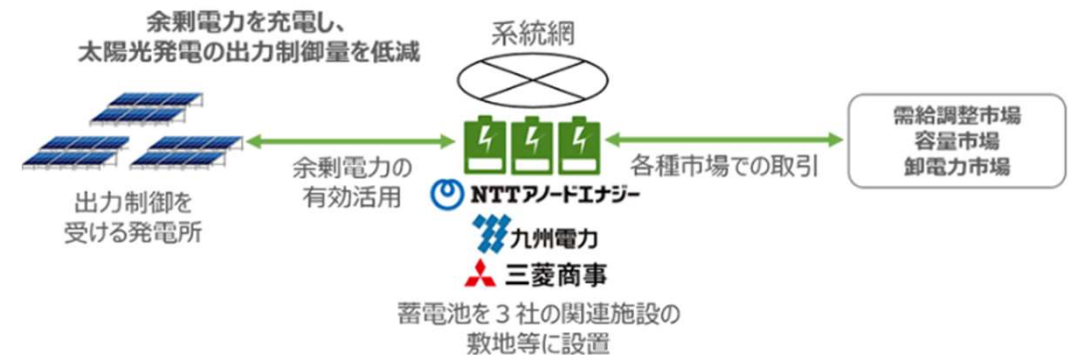 余剰電力を充電し、
太陽光発電の出力制御量を低減
出力制御を
受ける発電所
余剰電力の
有効活用
系統網
NTTアノードエナジー
九州電力
三菱商事
蓄電池を3社の関連施設の
敷地等に設置
各種市場での取引
需給調整市場
容量市場
卸電力市場